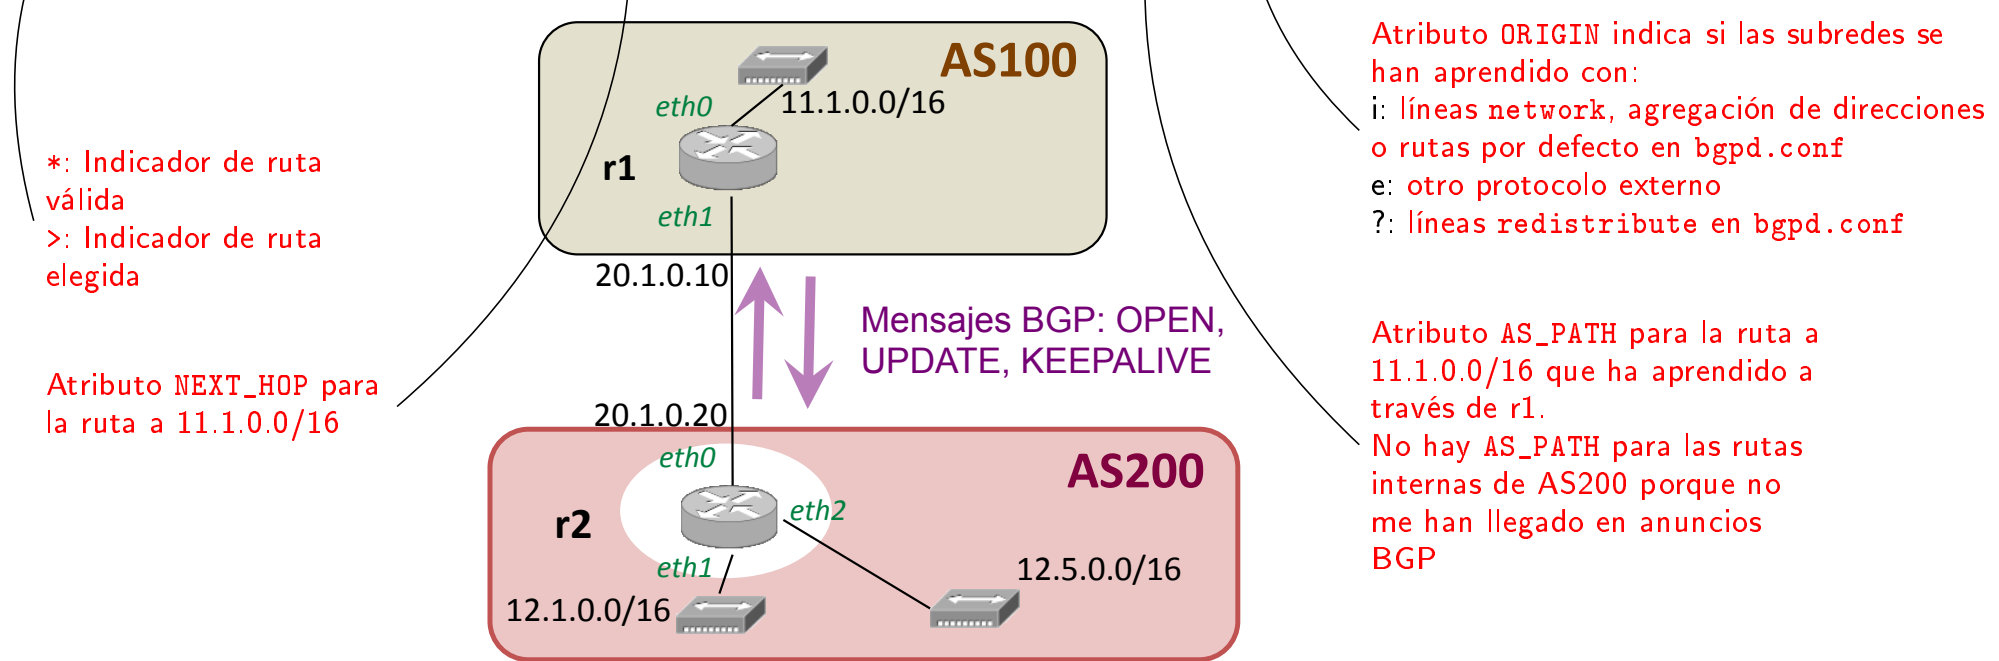 *: Indicador de ruta
válida
>: Indicador de ruta
elegida
Atributo NEXT_HOP para
la ruta a 11.1.0.0/16
AS100
eth0
11.1.0.0/16
r1
eth1
20.1.0.10
Mensajes BGP: OPEN,
UPDATE, KEEPALIVE
20.1.0.20
AS200
eth0
r2
eth2
eth1
12.5.0.0/16
12.1.0.0/16
Atributo ORIGIN indica si las subredes se
han aprendido con:
i: líneas network, agregación de direcciones
o rutas por defecto en bgpd.conf
e: otro protocolo externo
?: líneas redistribute en bgpd.conf
Atributo AS_PATH para la ruta a
11.1.0.0/16 que ha aprendido a
través de r1.
No hay AS_PATH para las rutas
internas de AS200 porque no
me han llegado en anuncios
BGP